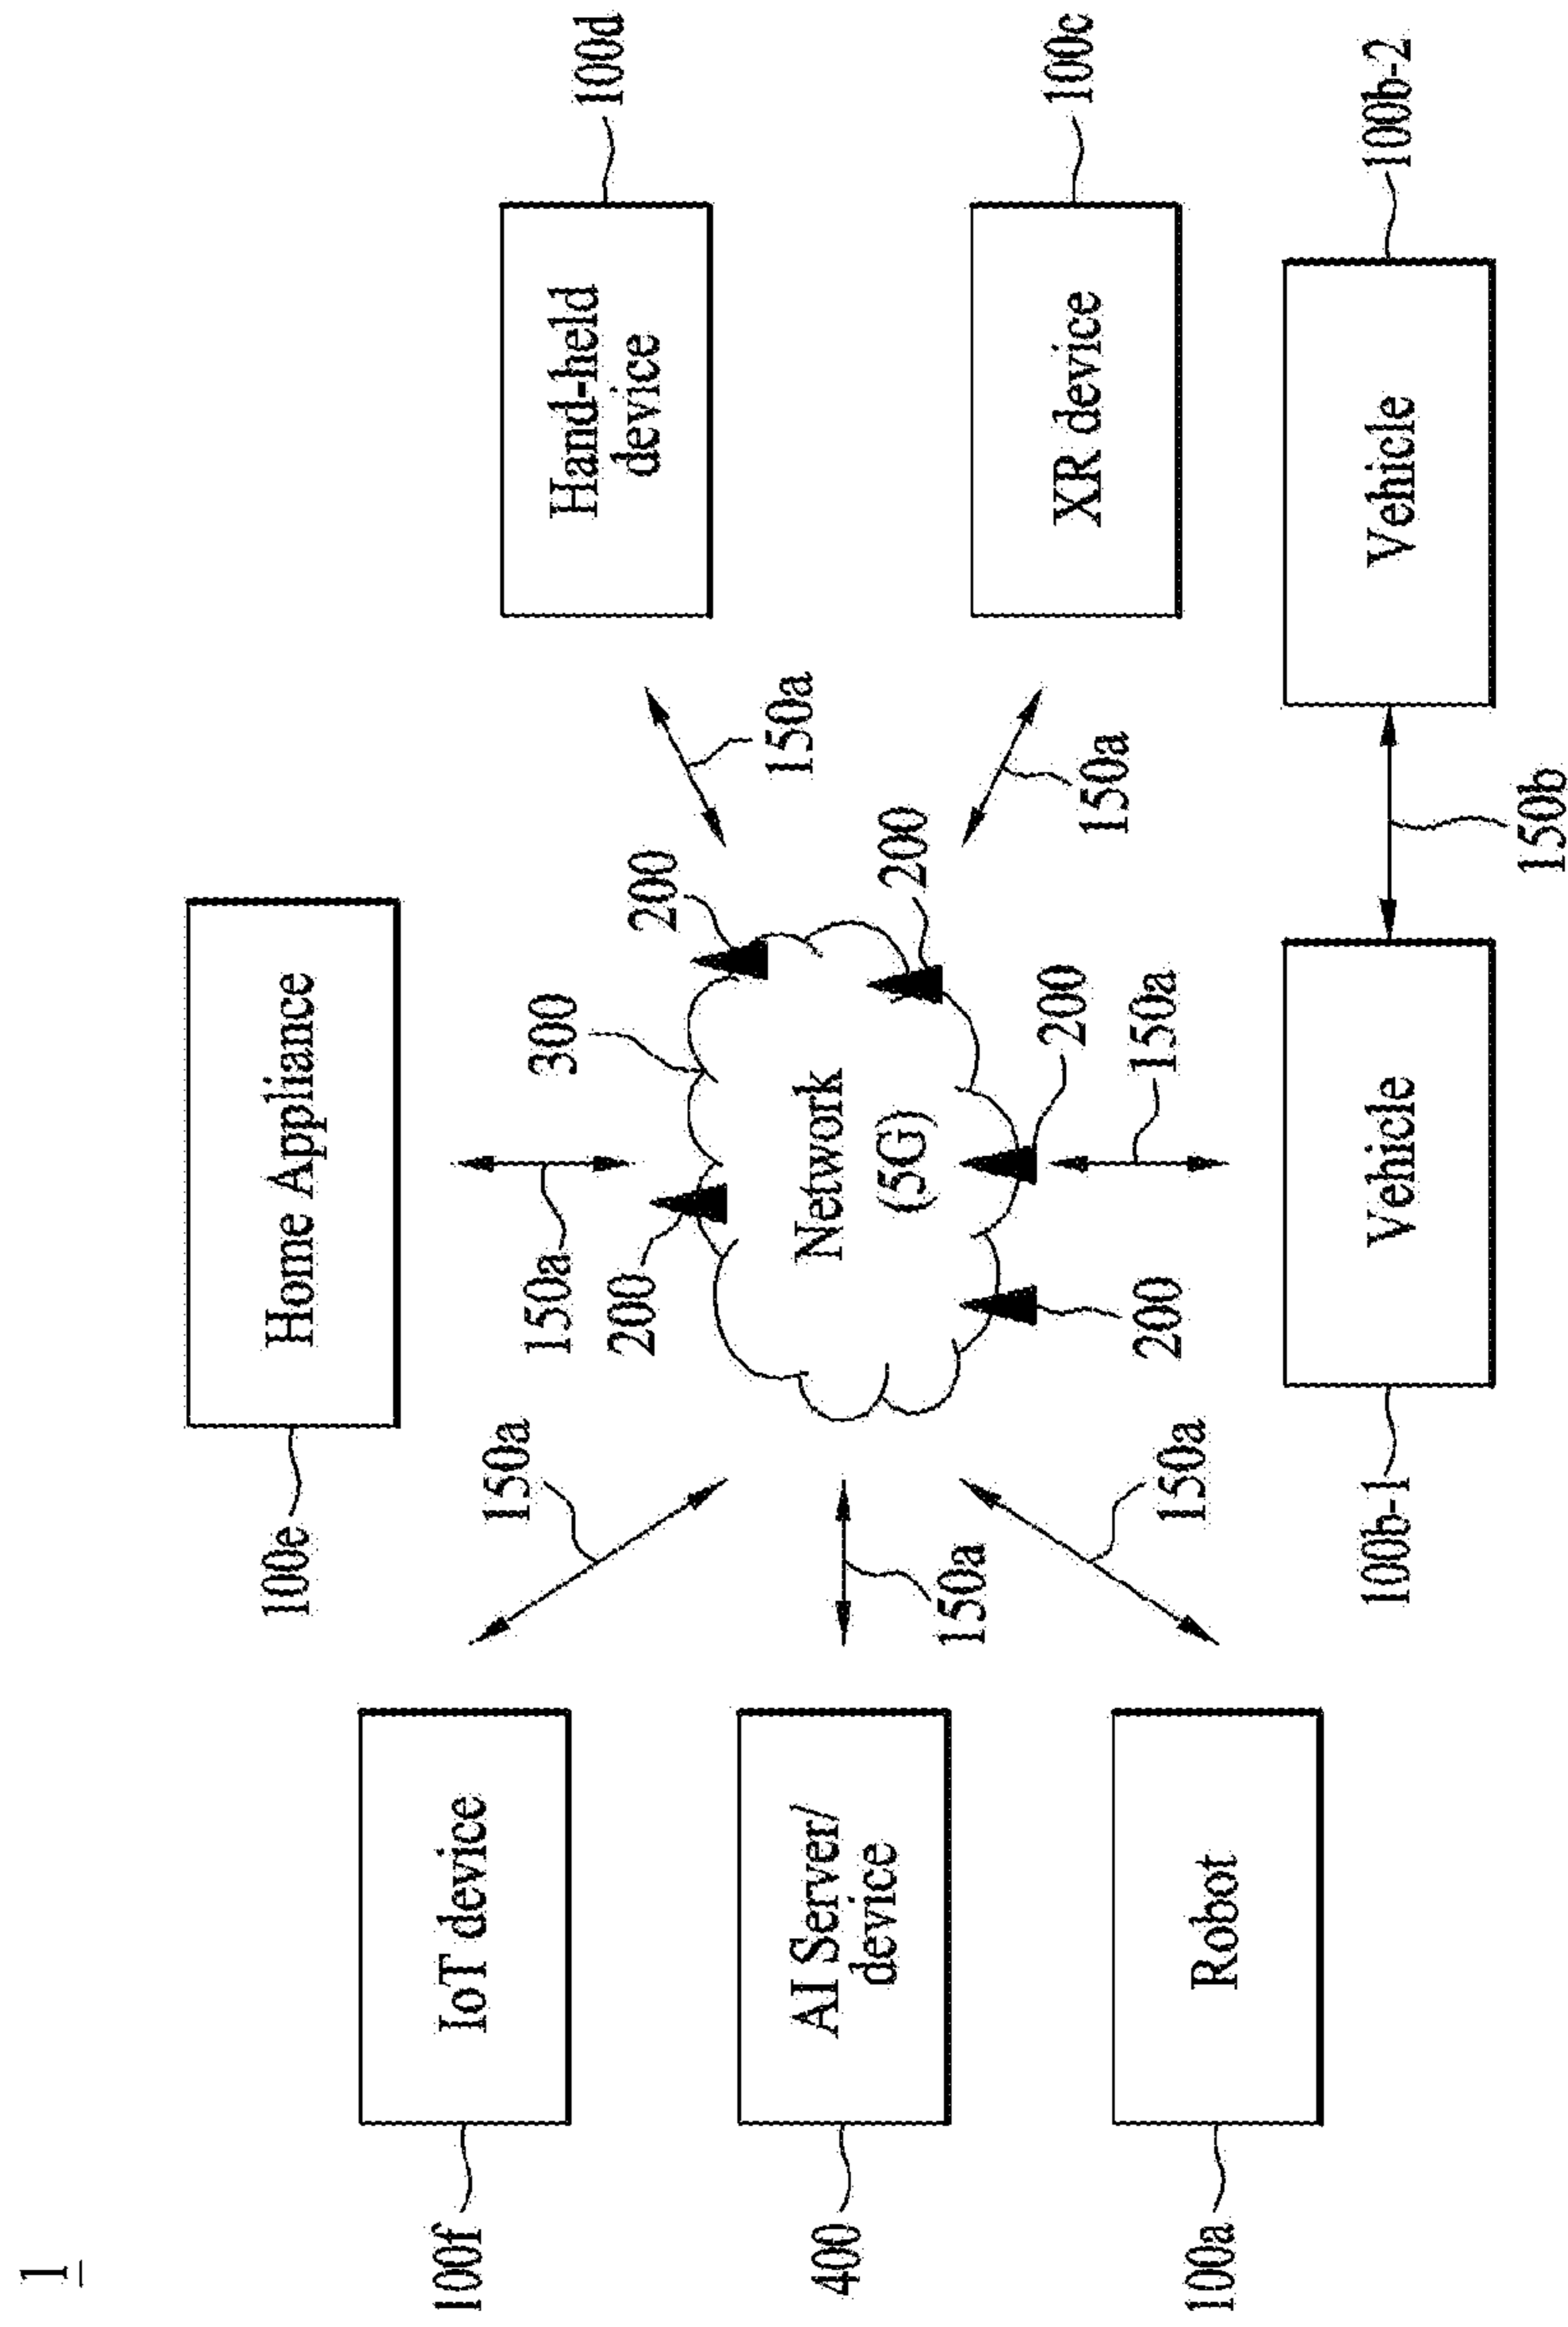 1
100e
Home Appliance
100f
IoT device
150a
150a
300
200
200
150a
Hand-held
device
100d
400
AI Server/
device
150a
Network
(5G)
200
200
200
150a
XR device
100c
100a
Robot
150a
150a
100b-1
Vehicle
150b
Vehicle
100b-2